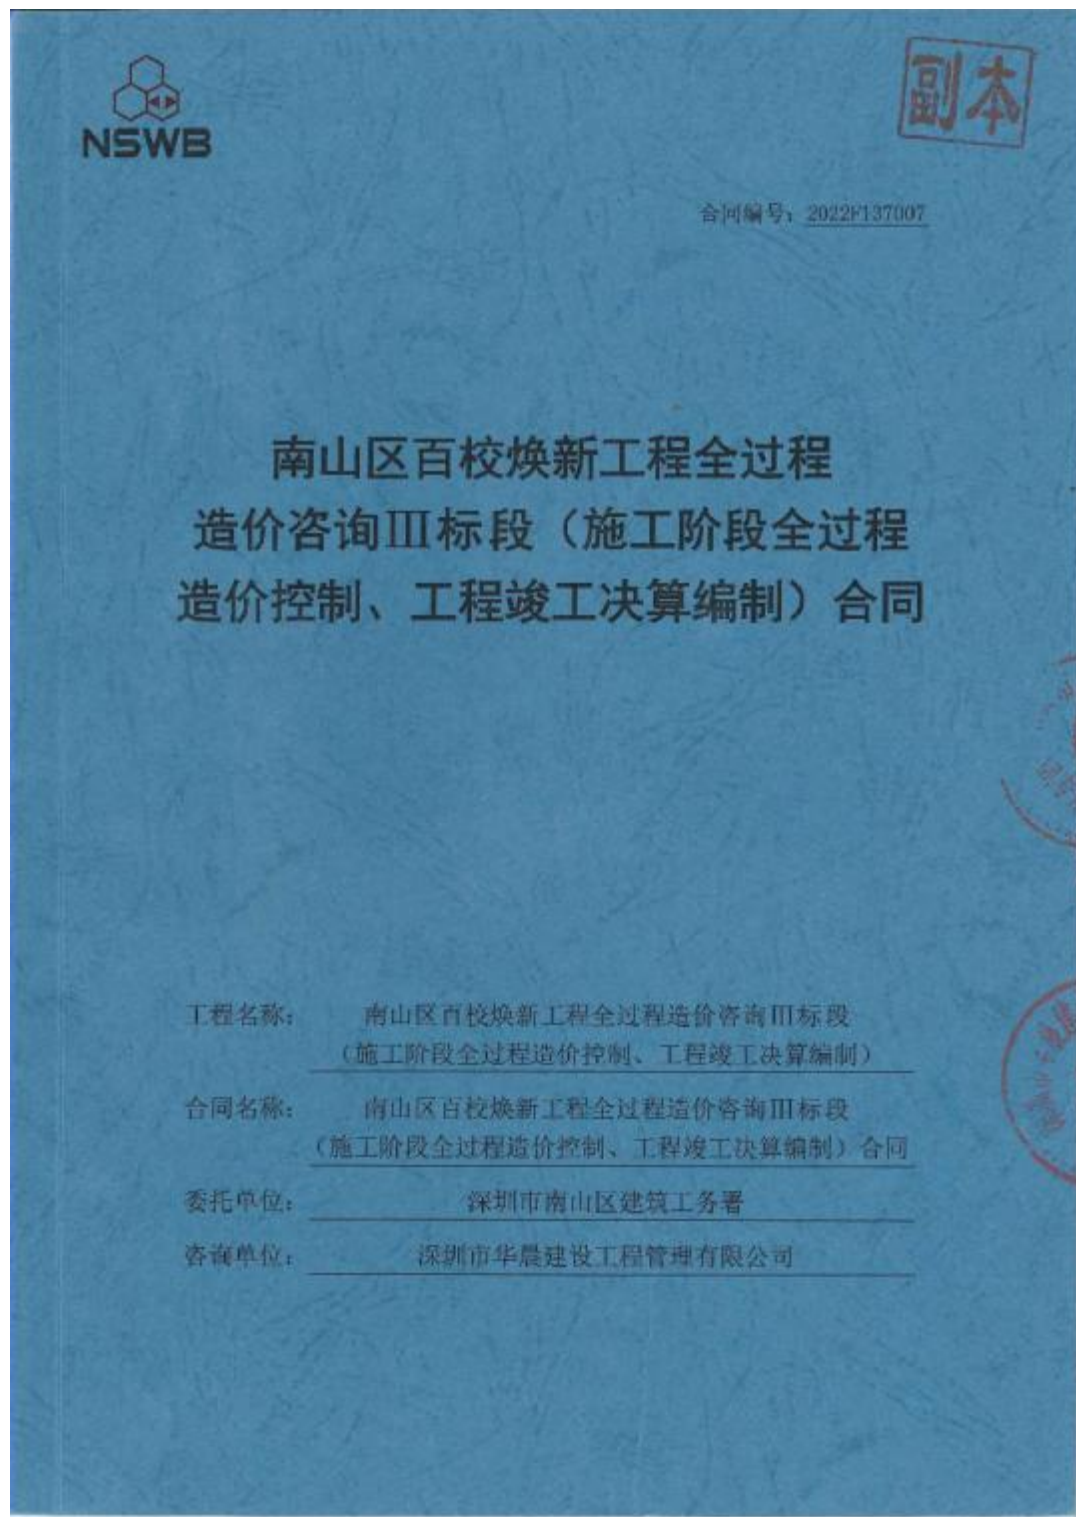 NSWB
副本
合同编号：2022F137007
南山区百校焕新工程全过程
造价咨询III标段（施工阶段全过程
造价控制、工程竣工决算编制）合同
工程名称：南山区百校焕新工程全过程造价咨询III标段
（施工阶段全过程造价控制、工程竣工决算编制）
合同名称：南山区百校焕新工程全过程造价咨询III标段
（施工阶段全过程造价控制、工程竣工决算编制）合同
委托单位：深圳市南山区建筑工务署
咨询单位：深圳市华晨建设工程管理有限公司